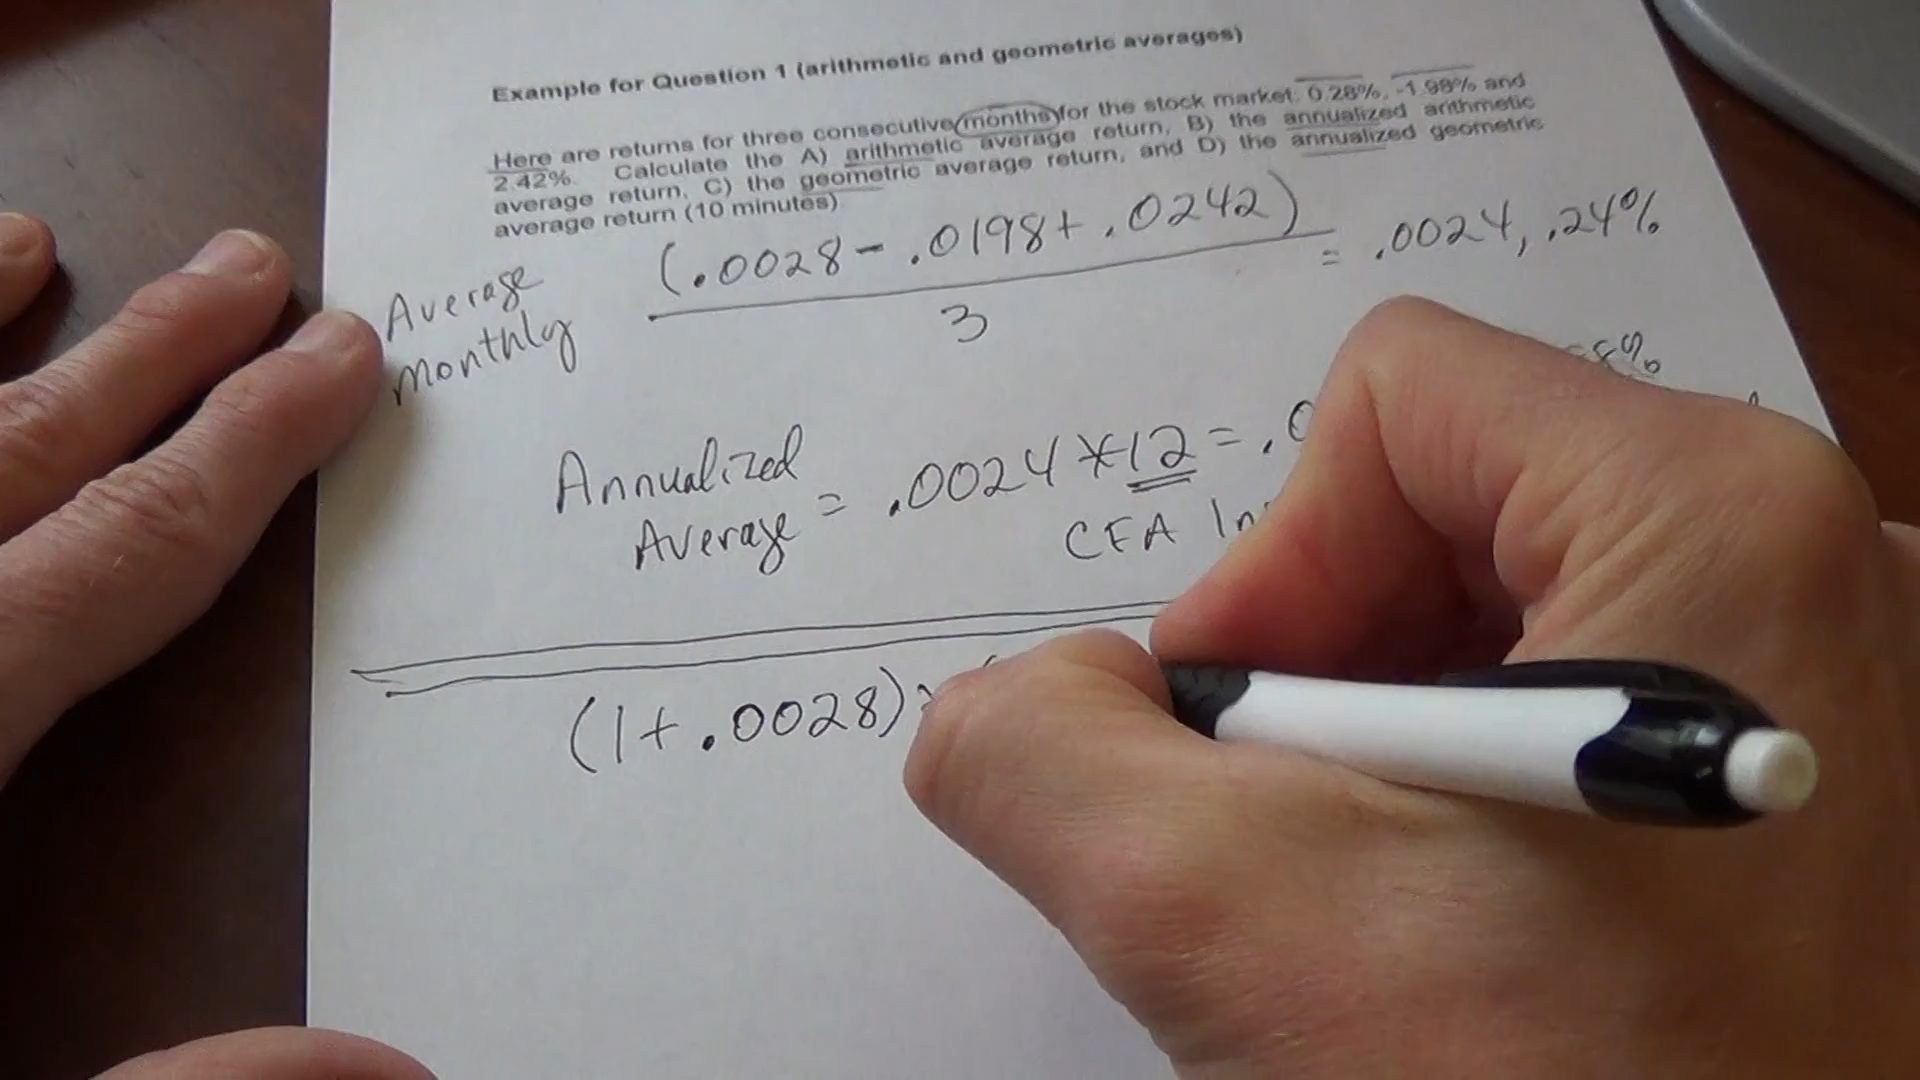 Example for Question 1 (arithmetic and geometric averages)
Here are returns for three consecutive months for the stock market: 0.28%, -1.98% and
2.42%. Calculate the A) arithmetic average return, B) the annualized arithmetic
average return, C) the geometric average return, and D) the annualized geometric
average return (10 minutes)
(.0028 - .0198 + .0242)
= .0024, .24%
3
Average
monthly
Annualized
Average = .0024 * 12 = .0
CFA
(1 + .0028)